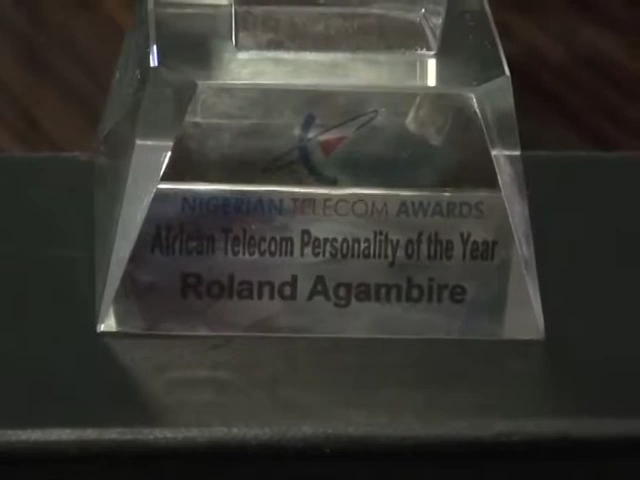 NIGERIAN TELECOM AWARDS
African Telecom Personality of the Year
Roland Agambire